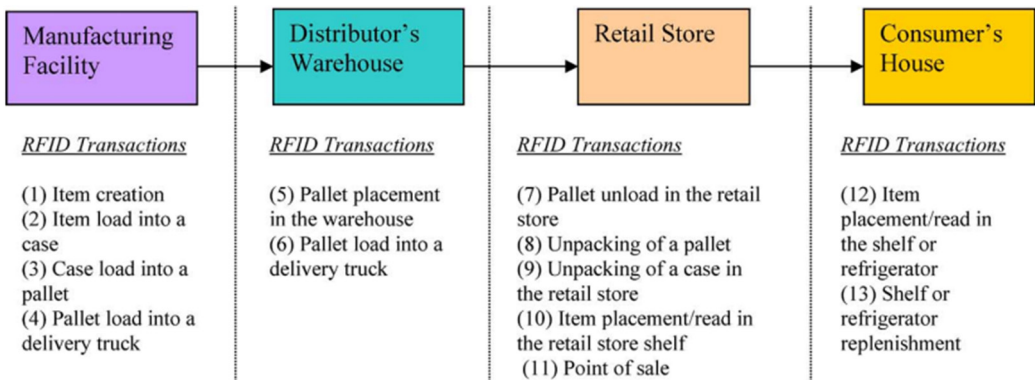 Manufacturing
Facility
Distributor's
Warehouse
Retail Store
Consumer's
House
RFID Transactions
(1) Item creation
(2) Item load into a
case
(3) Case load into a
pallet
(4) Pallet load into a
delivery truck
RFID Transactions
(5) Pallet placement
in the warehouse
(6) Pallet load into a
delivery truck
RFID Transactions
(7) Pallet unload in the retail
store
(8) Unpacking of a pallet
(9) Unpacking of a case in
the retail store
(10) Item placement/read in
the retail store shelf
(11) Point of sale
RFID Transactions
(12) Item
placement/read in
the shelf or
refrigerator
(13) Shelf or
refrigerator
replenishment